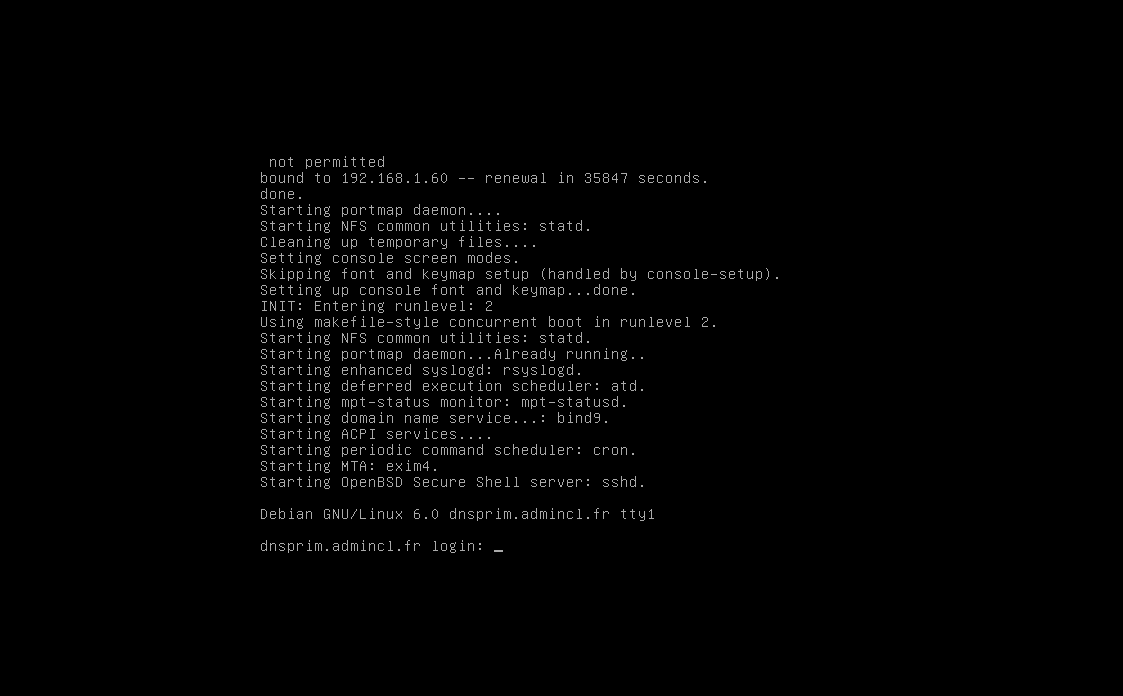 not permitted
bound to 192.168.1.60 -- renewal in 35847 seconds.
done.
Starting portmap daemon....
Starting NFS common utilities: statd.
Cleaning up temporary files....
Setting console screen modes.
Skipping font and keymap setup (handled by console-setup).
Setting up console font and keymap...done.
INIT: Entering runlevel: 2
Using makefile-style concurrent boot in runlevel 2.
Starting NFS common utilities: statd.
Starting portmap daemon...Already running..
Starting enhanced syslogd: rsyslogd.
Starting deferred execution scheduler: atd.
Starting mpt-status monitor: mpt-statusd.
Starting domain name service...: bind9.
Starting ACPI services....
Starting periodic command scheduler: cron.
Starting MTA: exim4.
Starting OpenBSD Secure Shell server: sshd.
Debian GNU/Linux 6.0 dnsprim.admincl.fr tty1
dnsprim.admincl.fr login: _